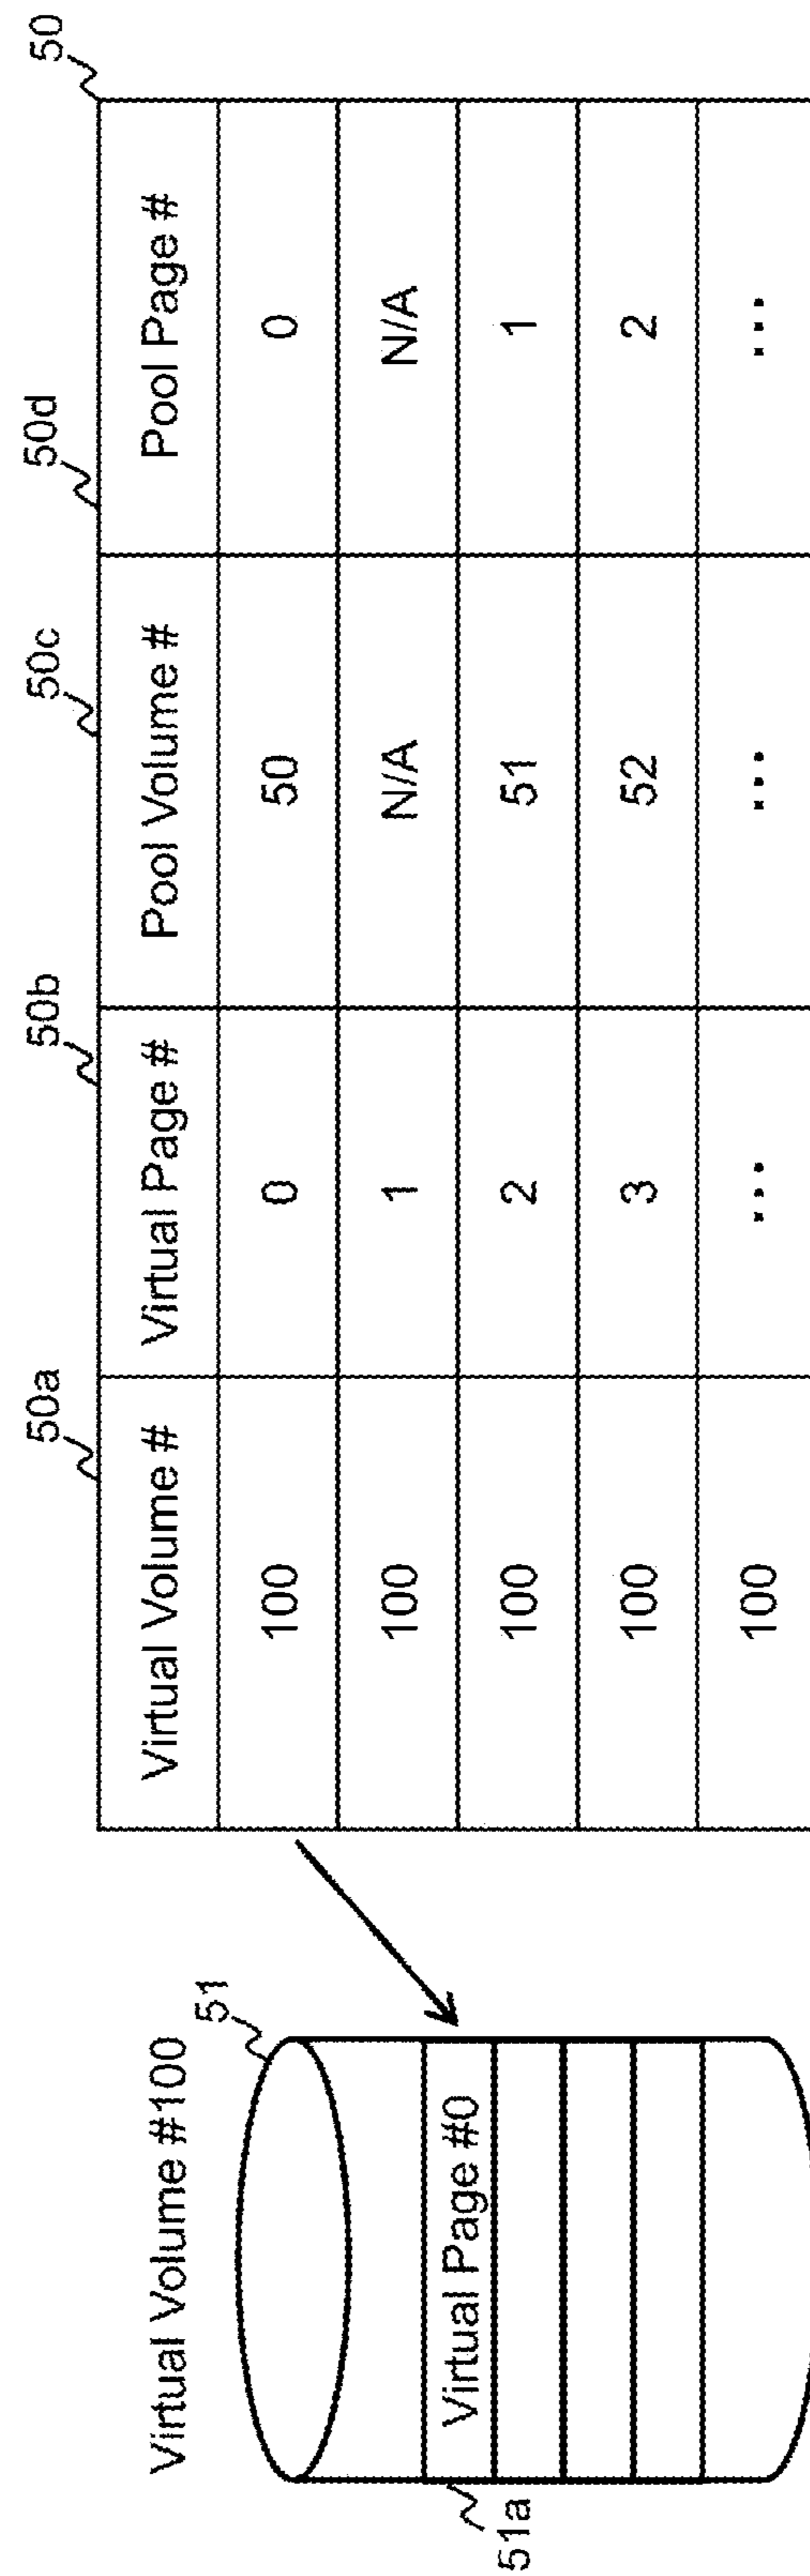 Virtual Volume #100
51
Virtual Page #0
51a
50
50a
50b
50c
50d
Virtual Volume # Virtual Page # Pool Volume # Pool Page #
100 0 50 0
100 1 N/A N/A
100 2 51 1
100 3 52 2
100 ... ... ...